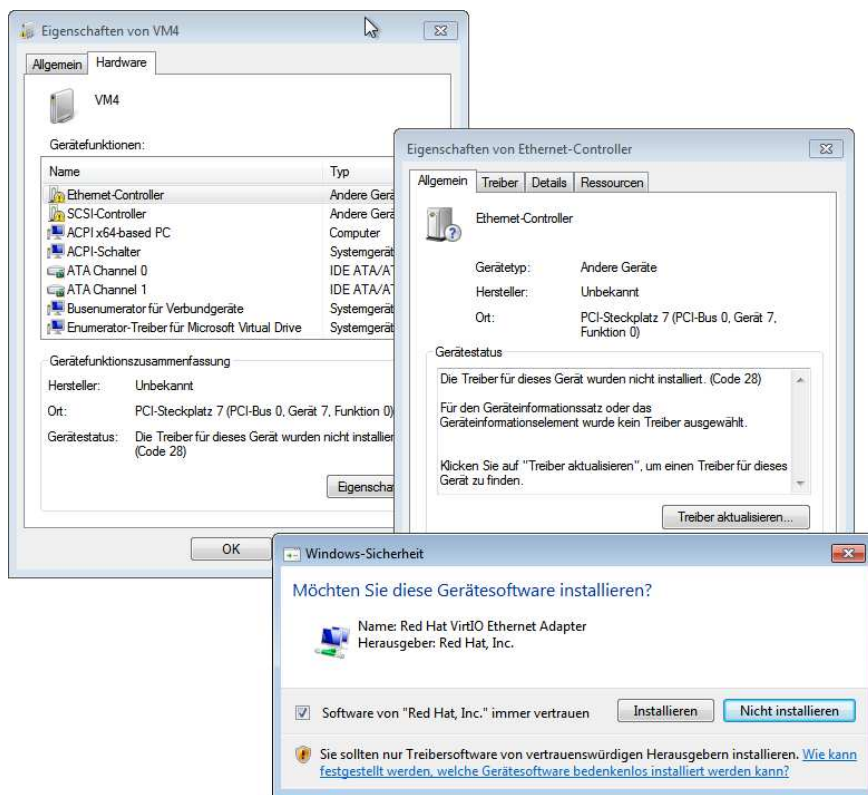 Eigenschaften von VM4
Allgemein Hardware
VM4
Gerätefunktionen:
Name Typ
Ethernet-Controller Andere Gerä
SCSI-Controller Andere Gerä
ACPI x64-based PC Computer
ACPI-Schalter Systemgerät
ATA Channel 0 IDE ATA/AT
ATA Channel 1 IDE ATA/AT
Busenumerator für Verbundgeräte Systemgerät
Enumerator-Treiber für Microsoft Virtual Drive Systemgerät
Gerätefunktionszusammenfassung
Hersteller: Unbekannt
Ort: PCI-Steckplatz 7 (PCI-Bus 0, Gerät 7, Funktion 0)
Gerätestatus: Die Treiber für dieses Gerät wurden nicht installier
(Code 28)
Eigenscha
OK
Eigenschaften von Ethernet-Controller
Allgemein Treiber Details Ressourcen
Ethernet-Controller
Gerätetyp: Andere Geräte
Hersteller: Unbekannt
Ort: PCI-Steckplatz 7 (PCI-Bus 0, Gerät 7,
Funktion 0)
Gerätestatus
Die Treiber für dieses Gerät wurden nicht installiert. (Code 28)
Für den Geräteinformationssatz oder das
Geräteinformationselement wurde kein Treiber ausgewählt.
Klicken Sie auf "Treiber aktualisieren", um einen Treiber für dieses
Gerät zu finden.
Treiber aktualisieren...
Windows-Sicherheit
Möchten Sie diese Gerätesoftware installieren?
Name: Red Hat VirtIO Ethernet Adapter
Herausgeber: Red Hat, Inc.
Software von "Red Hat, Inc." immer vertrauen Installieren Nicht installieren
Sie sollten nur Treibersoftware von vertrauenswürdigen Herausgebern installieren. Wie kann
festgestellt werden, welche Gerätesoftware bedenkenlos installiert werden kann?